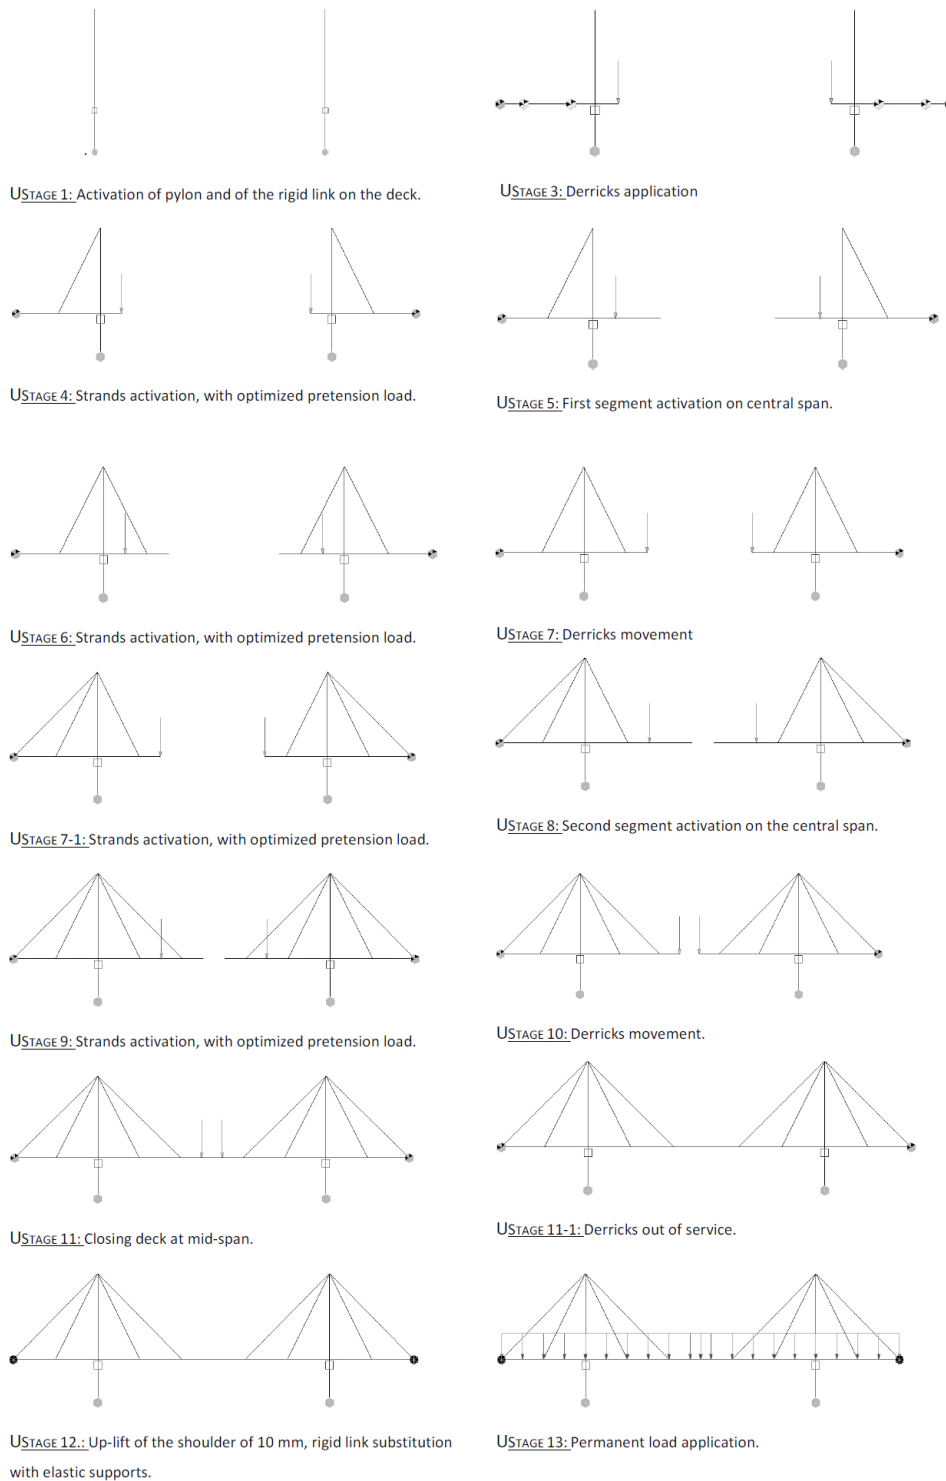 USTAGE 1: Activation of pylon and of the rigid link on the deck.
USTAGE 3: Derricks application
USTAGE 4: Strands activation, with optimized pretension load.
USTAGE 5: First segment activation on central span.
USTAGE 6: Strands activation, with optimized pretension load.
USTAGE 7: Derricks movement
USTAGE 7-1: Strands activation, with optimized pretension load.
USTAGE 8: Second segment activation on the central span.
USTAGE 9: Strands activation, with optimized pretension load.
USTAGE 10: Derricks movement.
USTAGE 11: Closing deck at mid-span.
USTAGE 11-1: Derricks out of service.
USTAGE 12.: Up-lift of the shoulder of 10 mm, rigid link substitution
with elastic supports.
USTAGE 13: Permanent load application.